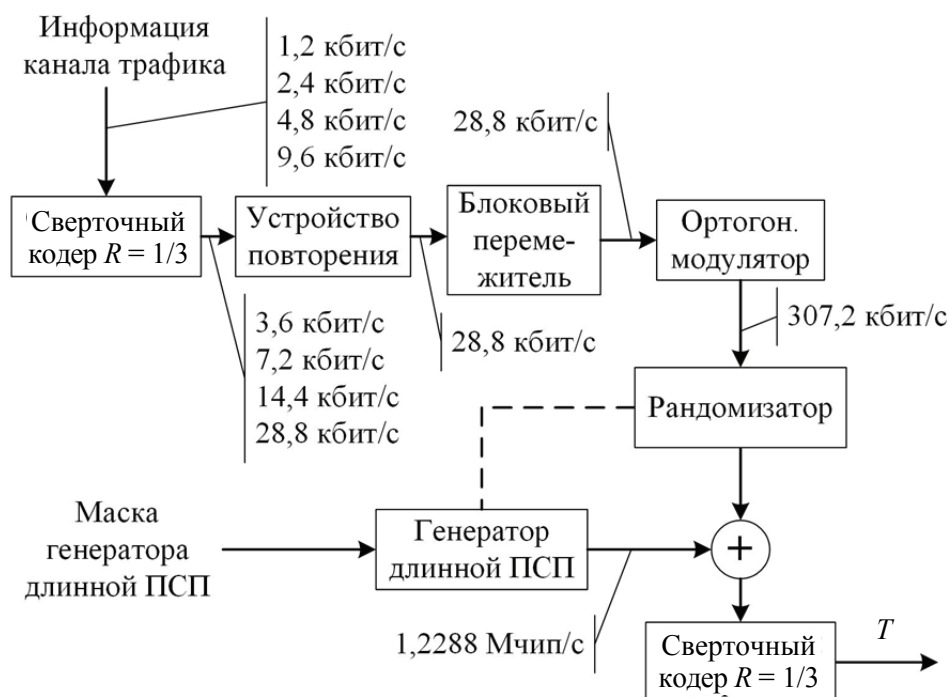 Информация
канала трафика
1,2 кбит/с
2,4 кбит/с
4,8 кбит/с
9,6 кбит/с
28,8 кбит/с
Сверточный
кодер R = 1/3
Устройство
повторения
Блоковый
переме-
житель
Ортогон.
модулятор
3,6 кбит/с
7,2 кбит/с
14,4 кбит/с
28,8 кбит/с
28,8 кбит/с
307,2 кбит/с
Рандомизатор
Маска
генератора
длинной ПСП
Генератор
длинной ПСП
+
1,2288 Мчип/с
Сверточный
кодер R = 1/3
T